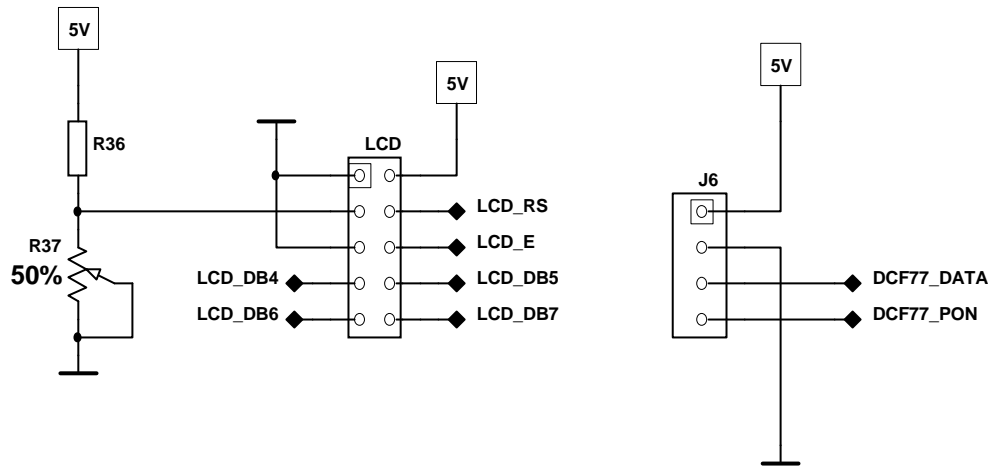 5V
R36
R37
50%
5V
LCD
LCD_RS
LCD_E
LCD_DB4
LCD_DB5
LCD_DB6
LCD_DB7
5V
J6
DCF77_DATA
DCF77_PON